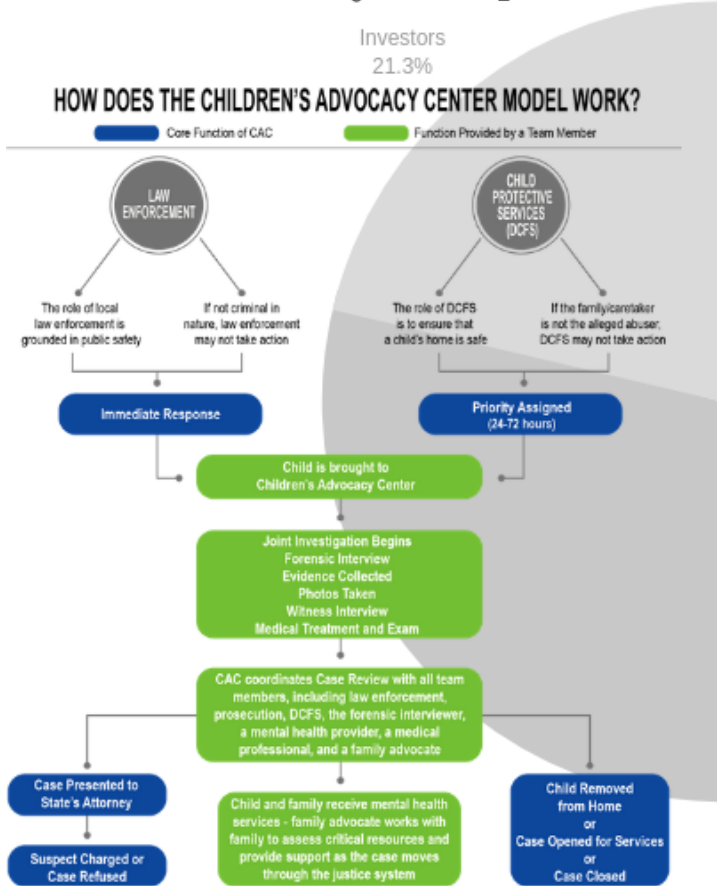 Investors
21.3%
HOW DOES THE CHILDREN'S ADVOCACY CENTER MODEL WORK?
Core Function of CAC
Function Provided by a Team Member
LAW
ENFORCEMENT
CHILD
PROTECTIVE
SERVICES
(DCFS)
The role of local
law enforcement is
grounded in public safety
If not criminal in
nature, law enforcement
may not take action
The role of DCFS
is to ensure that
a child's home is safe
If the family/caretaker
is not the alleged abuser,
DCFS may not take action
Immediate Response
Priority Assigned
(24-72 hours)
Child is brought to
Children's Advocacy Center
Joint Investigation Begins
Forensic Interview
Evidence Collected
Photos Taken
Witness Interview
Medical Treatment and Exam
CAC coordinates Case Review with all team
members, including law enforcement,
prosecution, DCFS, the forensic interviewer,
a mental health provider, a medical
professional, and a family advocate
Case Presented to
State's Attorney
Suspect Charged or
Case Refused
Child and family receive mental health
services - family advocate works with
family to assess critical resources and
provide support as the case moves
through the justice system
Child Removed
from Home
or
Case Opened for Services
or
Case Closed